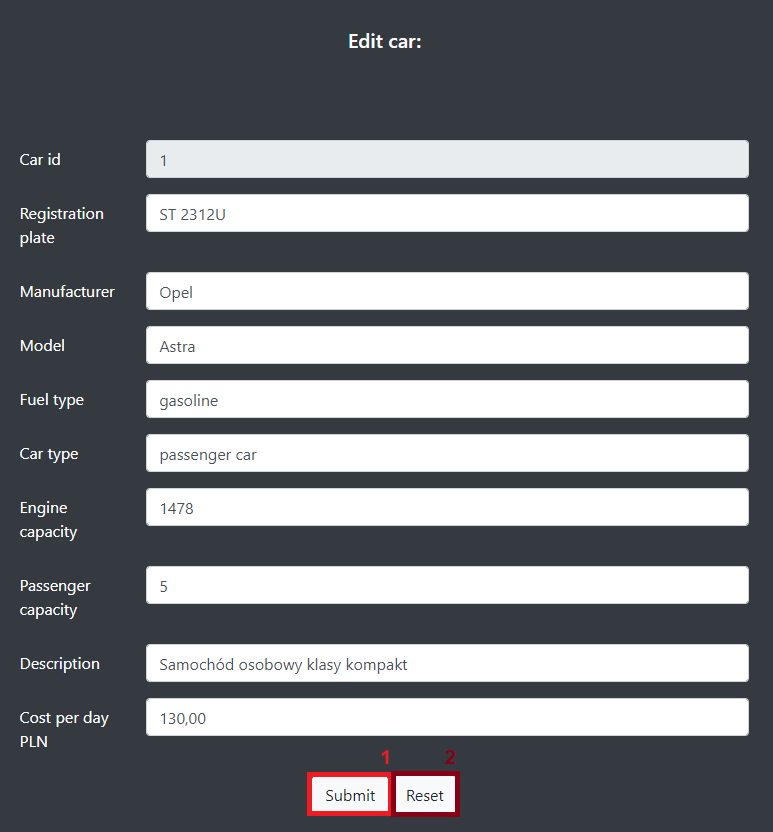 Edit car:
Car id
1
Registration
plate
ST 2312U
Manufacturer
Opel
Model
Astra
Fuel type
gasoline
Car type
passenger car
Engine
capacity
1478
Passenger
capacity
5
Description
Samochód osobowy klasy kompakt
Cost per day
PLN
130,00
1 2
Submit Reset